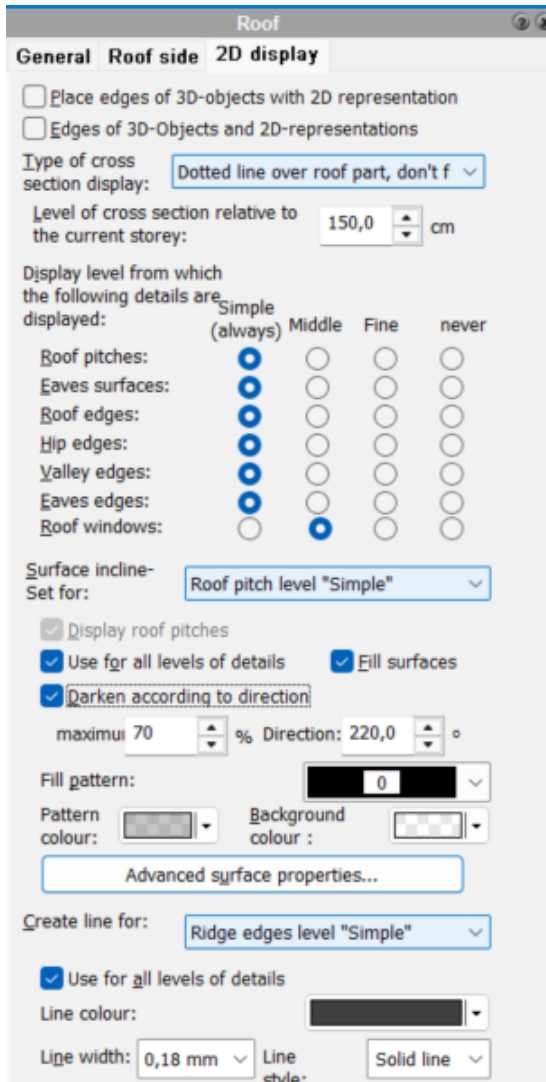 Roof
General Roof side 2D display
Place edges of 3D-objects with 2D representation
Edges of 3D-Objects and 2D-representations
Type of cross
section display: Dotted line over roof part, don't f
Level of cross section relative to
the current storey: 150,0 cm
Display level from which
the following details are
displayed:
Simple
(always) Middle Fine never
Roof pitches:
Eaves surfaces:
Roof edges:
Hip edges:
Valley edges:
Eaves edges:
Roof windows:
Surface incline-
Set for: Roof pitch level "Simple"
Display roof pitches
Use for all levels of details Fill surfaces
Darken according to direction
maximu 70 % Direction: 220,0 °
Fill pattern: 0
Pattern
colour:
Background
colour :
Advanced surface properties...
Create line for: Ridge edges level "Simple"
Use for all levels of details
Line colour:
Line width: 0,18 mm Line
style: Solid line